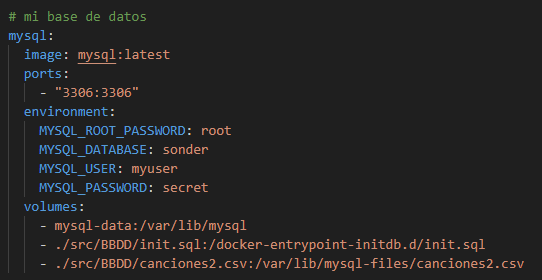 # mi base de datos
mysql:
  image: mysql:latest
  ports:
    - "3306:3306"
  environment:
    MYSQL_ROOT_PASSWORD: root
    MYSQL_DATABASE: sonder
    MYSQL_USER: myuser
    MYSQL_PASSWORD: secret
  volumes:
    - mysql-data:/var/lib/mysql
    - ./src/BBDD/init.sql:/docker-entrypoint-initdb.d/init.sql
    - ./src/BBDD/canciones2.csv:/var/lib/mysql-files/canciones2.csv